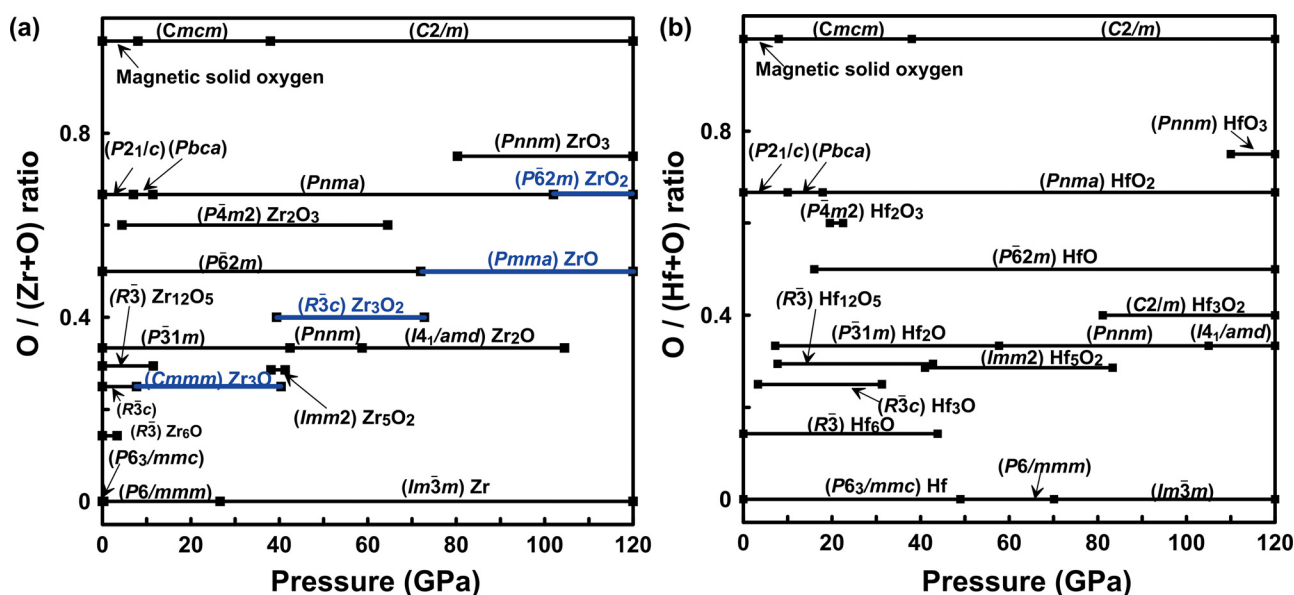 (a)
(Cmcm) (C2/m)
Magnetic solid oxygen
0.8
(Pnnm) ZrO₃
(P2₁/c) (Pbca)
(Pnma)
(P6̄2m) ZrO₂
(P4̄m2) Zr₂O₃
(P6̄2m)
(Pmma) ZrO
(R3̄) Zr₁₂O₅
(R3̄c) Zr₃O₂
0.4
(P3̄1m)
(Pnnm)
(I4₁/amd) Zr₂O
(Cmmm) Zr₃O
(R3̄c)
(Imm2) Zr₅O₂
(R3̄) Zr₆O
(P6₃/mmc)
(P6/mmm)
(Im3̄m) Zr
0
0 20 40 60 80 100 120
Pressure (GPa)
O / (Zr+O) ratio
(b)
(Cmcm) (C2/m)
Magnetic solid oxygen
0.8
(Pnnm) HfO₃
(P2₁/c) (Pbca)
(Pnma) HfO₂
(P4̄m2) Hf₂O₃
(P6̄2m) HfO
(R3̄) Hf₁₂O₅
(C2/m) Hf₃O₂
0.4
(P3̄1m) Hf₂O
(Pnnm)
(I4₁/amd)
(Imm2) Hf₅O₂
(R3̄c) Hf₃O
(R3̄) Hf₆O
(P6/mmm)
(P6₃/mmc) Hf
(Im3̄m)
0
0 20 40 60 80 100 120
Pressure (GPa)
O / (Hf+O) ratio